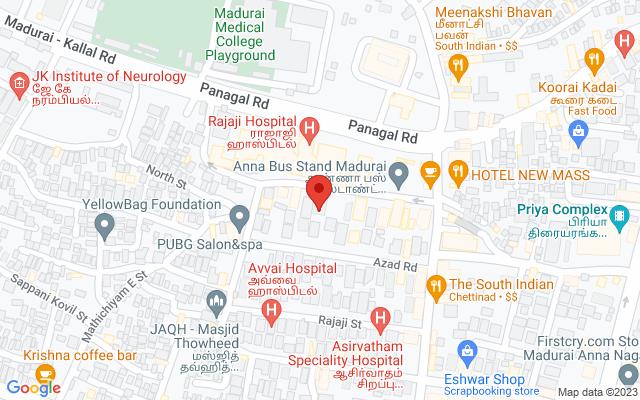 Madurai
Medical
College
Playground
Meenakshi Bhavan
மீனாட்சி
பவன்
South Indian • $$
Madurai - Kallal Rd
JK Institute of Neurology
ஜே.கே
நரம்பியல்...
Panagal Rd
Koorai Kadai
கூரை கடை
Fast Food
Rajaji Hospital
ராஜாஜி
ஹாஸ்பிடல்
Panagal Rd
Anna Bus Stand Madurai
HOTEL NEW MASS
North St
YellowBag Foundation
PUBG Salon&spa
Priya Complex
பிரியா
திரையரங்க...
Azad Rd
Avvai Hospital
அவ்வை
ஹாஸ்பிடல்
The South Indian
Chettinad • $$
Sappani Kovil St
Mathichiyam E St
JAQH - Masjid
Thowheed
மஸ்ஜித்
தவ்ஹித்...
Rajaji St
Asirvatham
Speciality Hospital
ஆசிர்வாதம்
சிறப்பு...
Firstcry.com Sto
Madurai Anna Naga
Krishna coffee bar
Eshwar Shop
Scrapbooking store
Google
Map data ©2023